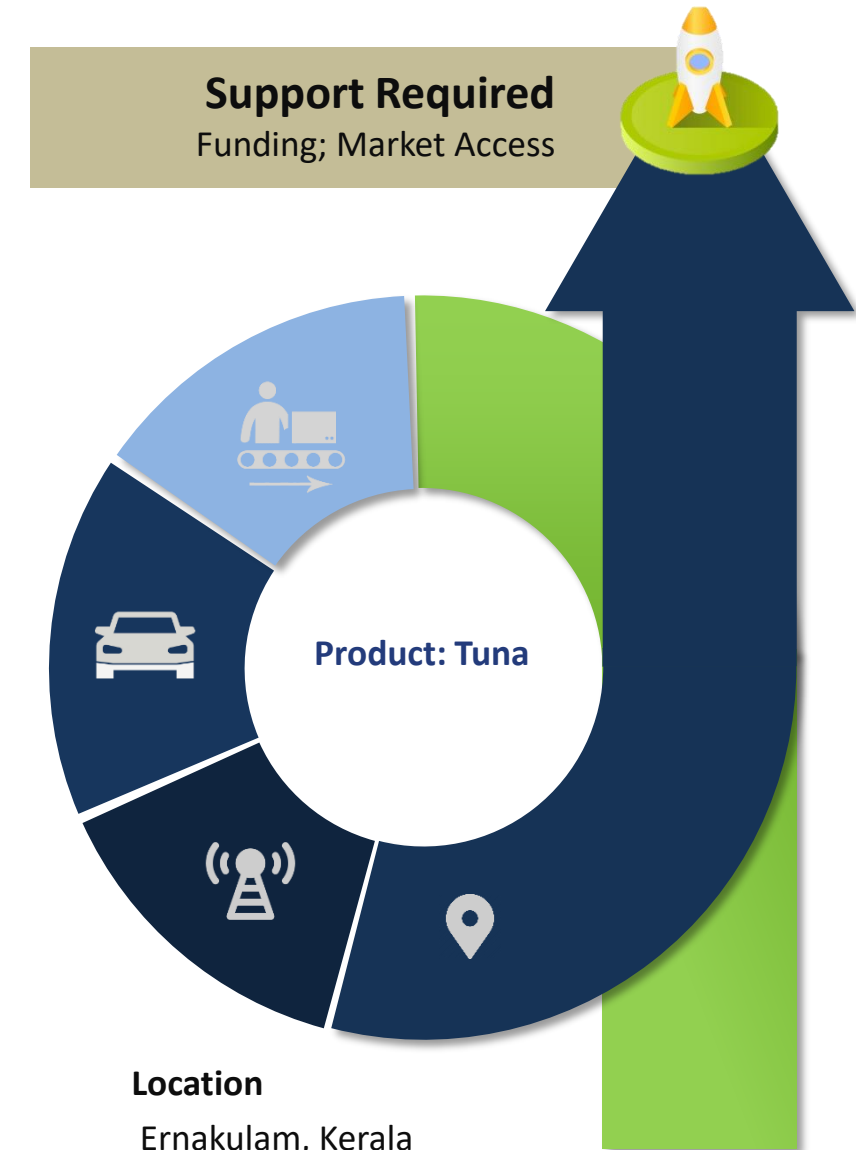 Support Required
Funding; Market Access
Product: Tuna
Location
Ernakulam, Kerala